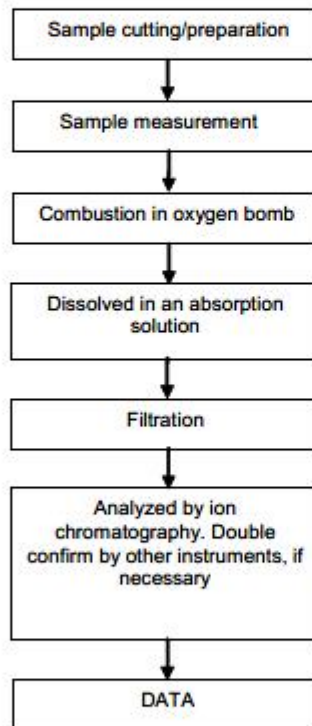 Sample cutting/preparation
Sample measurement
Combustion in oxygen bomb
Dissolved in an absorption
solution
Filtration
Analyzed by ion
chromatography. Double
confirm by other instruments, if
necessary
DATA